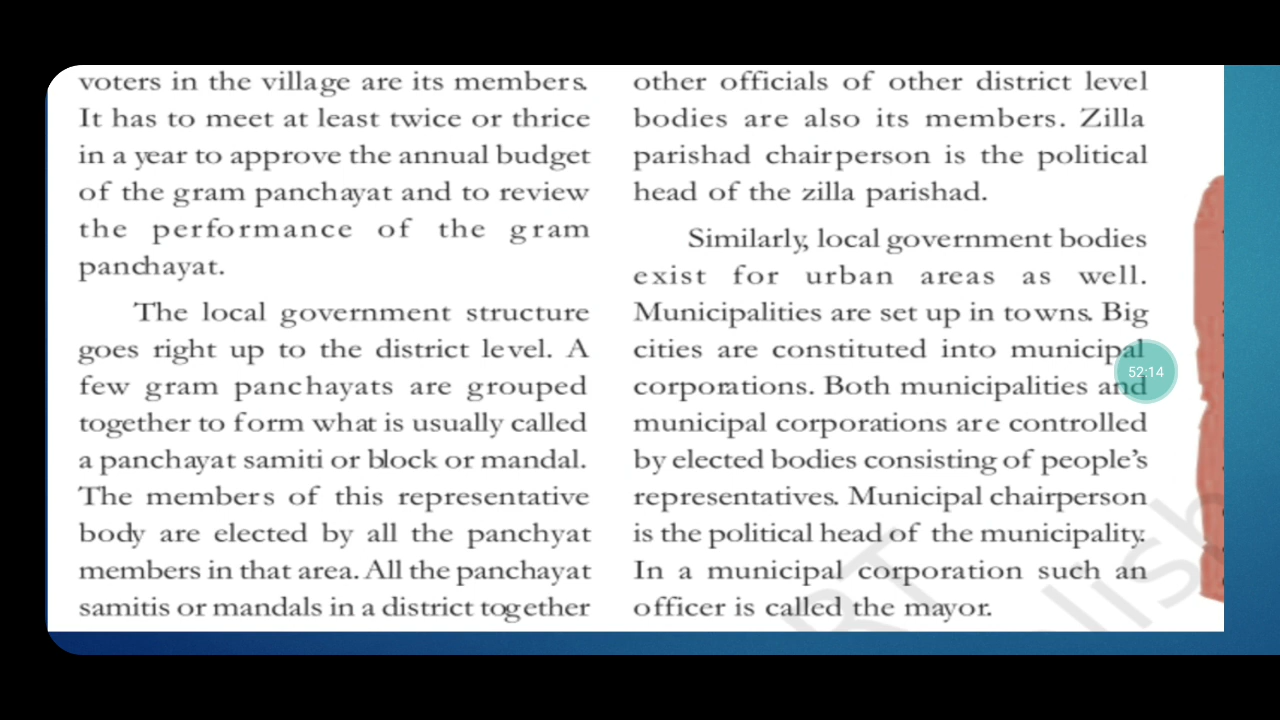 voters in the village are its members.
It has to meet at least twice or thrice
in a year to approve the annual budget
of the gram panchayat and to review
the performance of the gram
panchayat.
The local government structure
goes right up to the district level. A
few gram panchayats are grouped
together to form what is usually called
a panchayat samiti or block or mandal.
The members of this representative
body are elected by all the panchyat
members in that area. All the panchayat
samitis or mandals in a district together
other officials of other district level
bodies are also its members. Zilla
parishad chairperson is the political
head of the zilla parishad.
Similarly, local government bodies
exist for urban areas as well.
Municipalities are set up in towns. Big
cities are constituted into municipal
corporations. Both municipalities and
municipal corporations are controlled
by elected bodies consisting of people's
representatives. Municipal chairperson
is the political head of the municipality.
In a municipal corporation such an
officer is called the mayor.
52:14